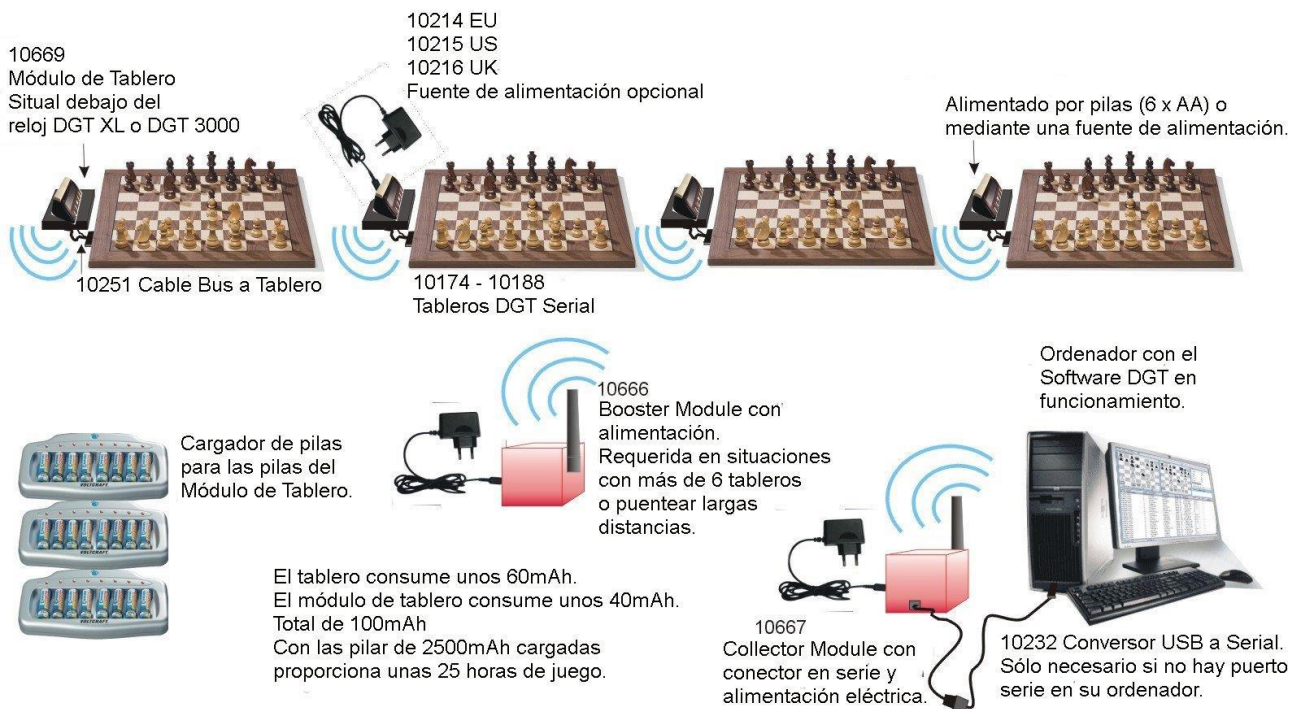 10669
Módulo de Tablero
Situal debajo del
reloj DGT XL o DGT 3000
10214 EU
10215 US
10216 UK
Fuente de alimentación opcional
Alimentado por pilas (6 x AA) o
mediante una fuente de alimentación.
10251 Cable Bus a Tablero
10174 - 10188
Tableros DGT Serial
10666
Booster Module con
alimentación.
Requerida en situaciones
con más de 6 tableros
o puentear largas
distancias.
Ordenador con el
Software DGT en
funcionamiento.
Cargador de pilas
para las pilas del
Módulo de Tablero.
VOLTCRAFT
VOLTCRAFT
VOLTCRAFT
El tablero consume unos 60mAh.
El módulo de tablero consume unos 40mAh.
Total de 100mAh
Con las pilar de 2500mAh cargadas
proporciona unas 25 horas de juego.
10667
Collector Module con
conector en serie y
alimentación eléctrica.
10232 Conversor USB a Serial.
Sólo necesario si no hay puerto
serie en su ordenador.